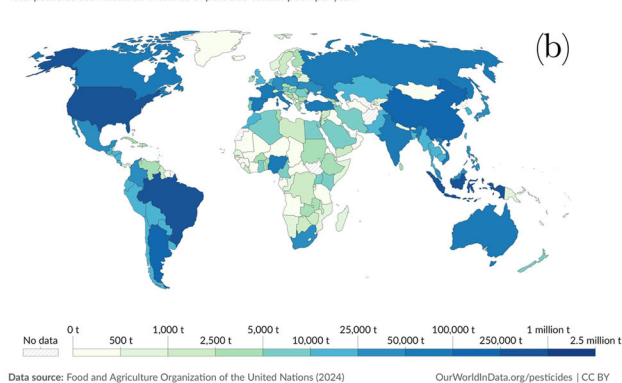 (b)
0 t 1,000 t 5,000 t 25,000 t 100,000 t 1 million t
No data 500 t 2,500 t 10,000 t 50,000 t 250,000 t 2.5 million t
Data source: Food and Agriculture Organization of the United Nations (2024) OurWorldInData.org/pesticides | CC BY